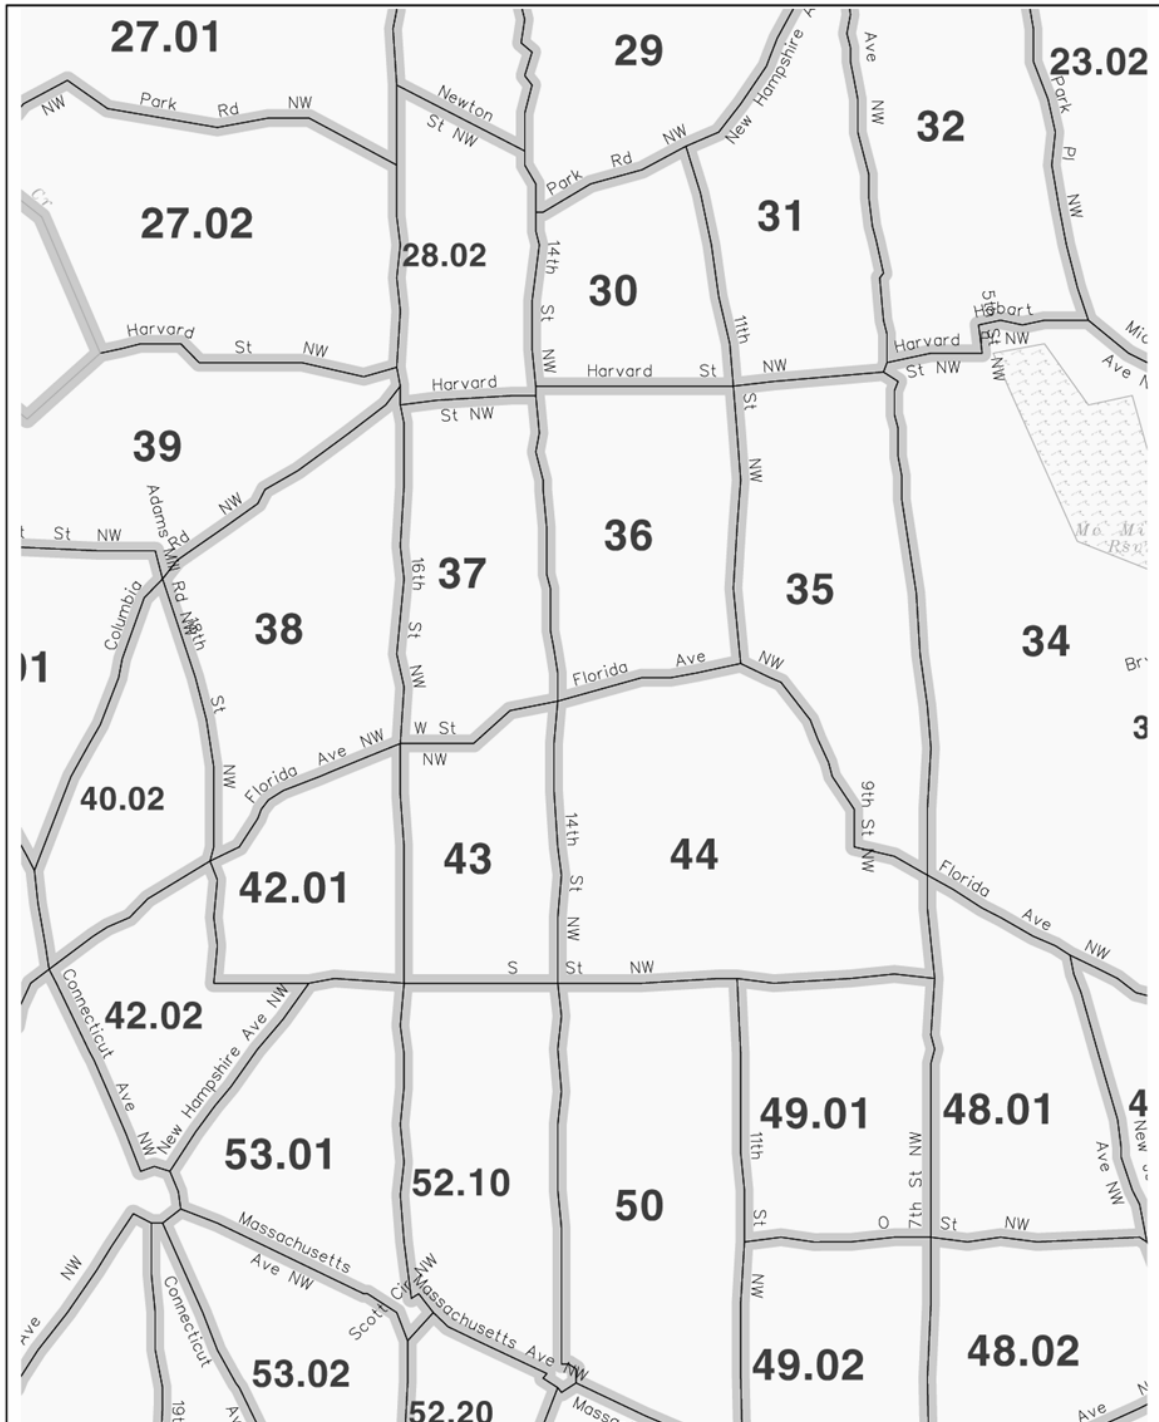 27.01
29
23.02
New Hampshire
Ave NW
Park Pl NW
32
NW Park Rd NW
Newton
St NW
Park Rd NW
Cr
27.02
31
28.02
14th St NW
30
11th St NW
5th St NW
Hobart
Pl NW
Harvard St NW
Harvard
St NW
Harvard St NW
Harvard
St NW
Ave
39
Adams Mill Rd NW
St NW
Columbia Rd NW
36
37
16th St NW
35
34
38
18th St NW
Florida Ave NW
W St
NW
Florida Ave NW
40.02
9th St NW
14th St NW
43
44
42.01
Florida Ave NW
S St NW
Connecticut Ave NW
42.02
New Hampshire Ave NW
49.01
48.01
New
Ave NW
53.01
52.10
50
11th St NW
7th St NW
O St NW
Massachusetts
Ave NW
Scott Cir NW
Massachusetts Ave NW
Ave NW
Connecticut
53.02
52.20
49.02
48.02
Ave